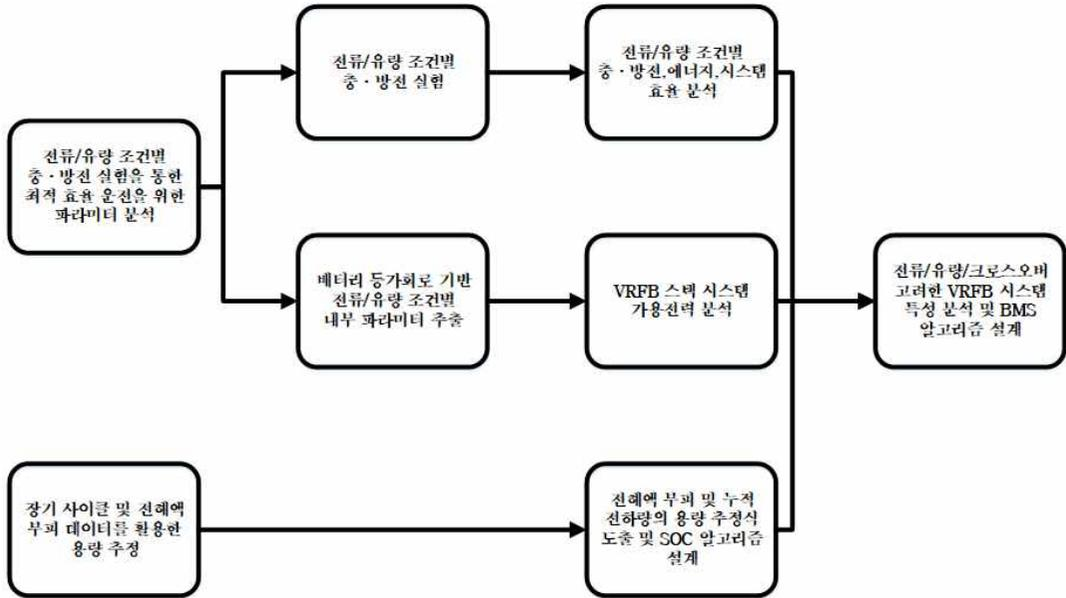 전류/유량 조건별
충·방전 실험을 통한
최적 효율 운전을 위한
파라미터 분석
전류/유량 조건별
충·방전 실험
전류/유량 조건별
충·방전,에너지,시스템
효율 분석
배터리 등가회로 기반
전류/유량 조건별
내부 파라미터 추출
VRFB 스택 시스템
가용전력 분석
전류/유량/크로스오버
고려한 VRFB 시스템
특성 분석 및 BMS
알고리즘 설계
장기 사이클 및 전해액
부피 데이터를 활용한
용량 추정
전해액 부피 및 누적
전하량의 용량 추정식
도출 및 SOC 알고리즘
설계